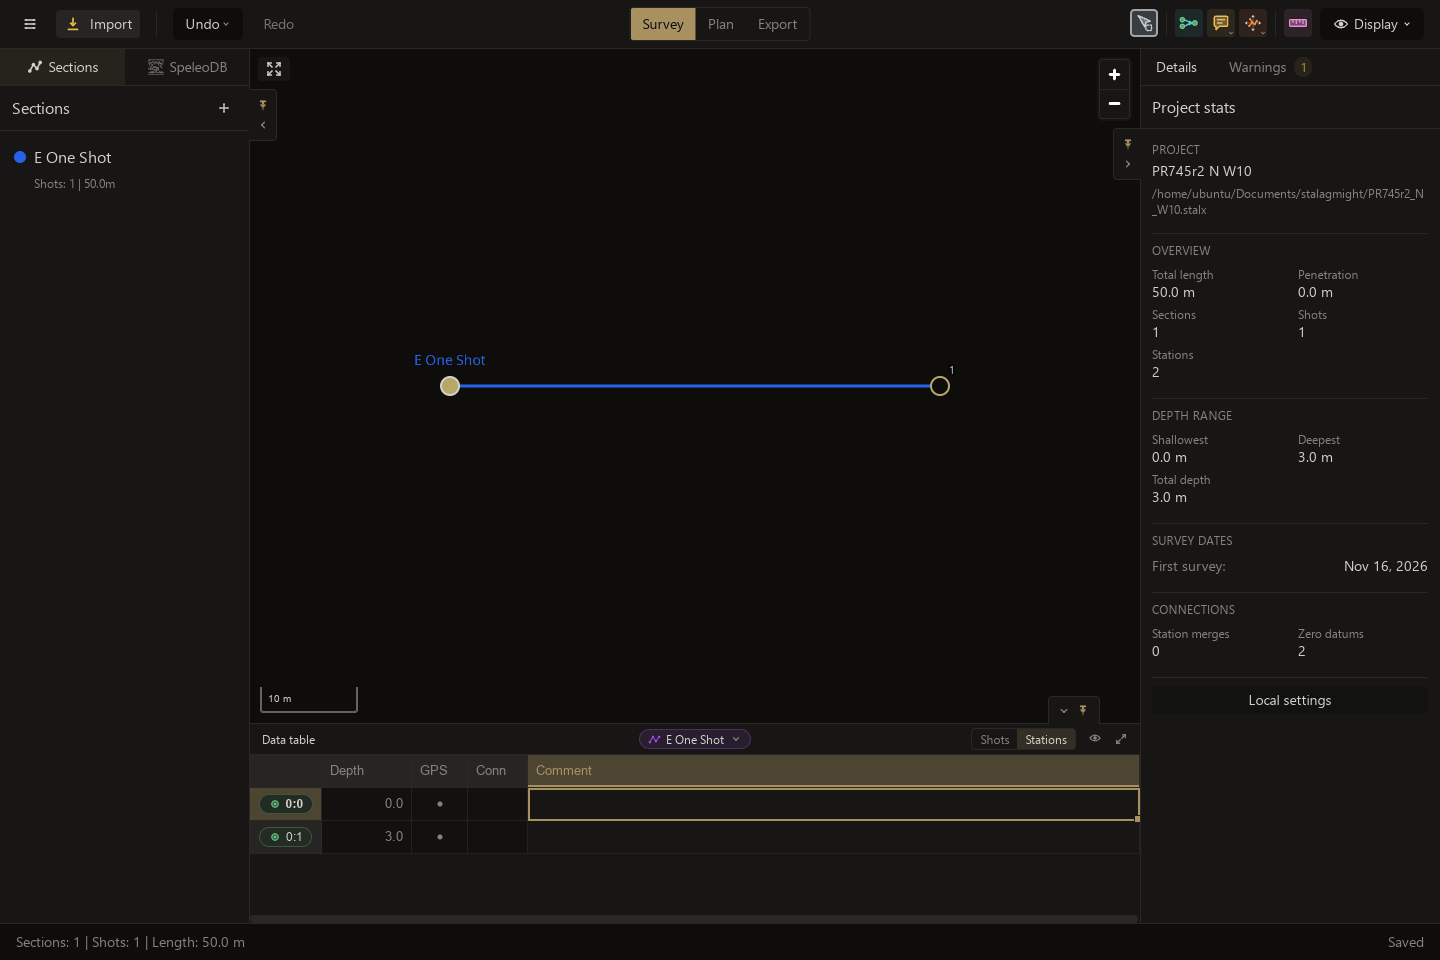 Import
Undo
Redo
Survey
Plan
Export
Display
Sections
SpeleoDB
Sections
E One Shot
Shots: 1 | 50.0m
E One Shot
1
10 m
Details
Warnings 1
Project stats
PROJECT
PR745r2 N W10
/home/ubuntu/Documents/stalagmight/PR745r2_N
_W10.stalx
OVERVIEW
Total length Penetration
50.0 m 0.0 m
Sections Shots
1 1
Stations
2
DEPTH RANGE
Shallowest Deepest
0.0 m 3.0 m
Total depth
3.0 m
SURVEY DATES
First survey: Nov 16, 2026
CONNECTIONS
Station merges Zero datums
0 2
Local settings
Data table
E One Shot
Shots Stations
Depth GPS Conn Comment
0:0 0.0
0:1 3.0
Sections: 1 | Shots: 1 | Length: 50.0 m
Saved